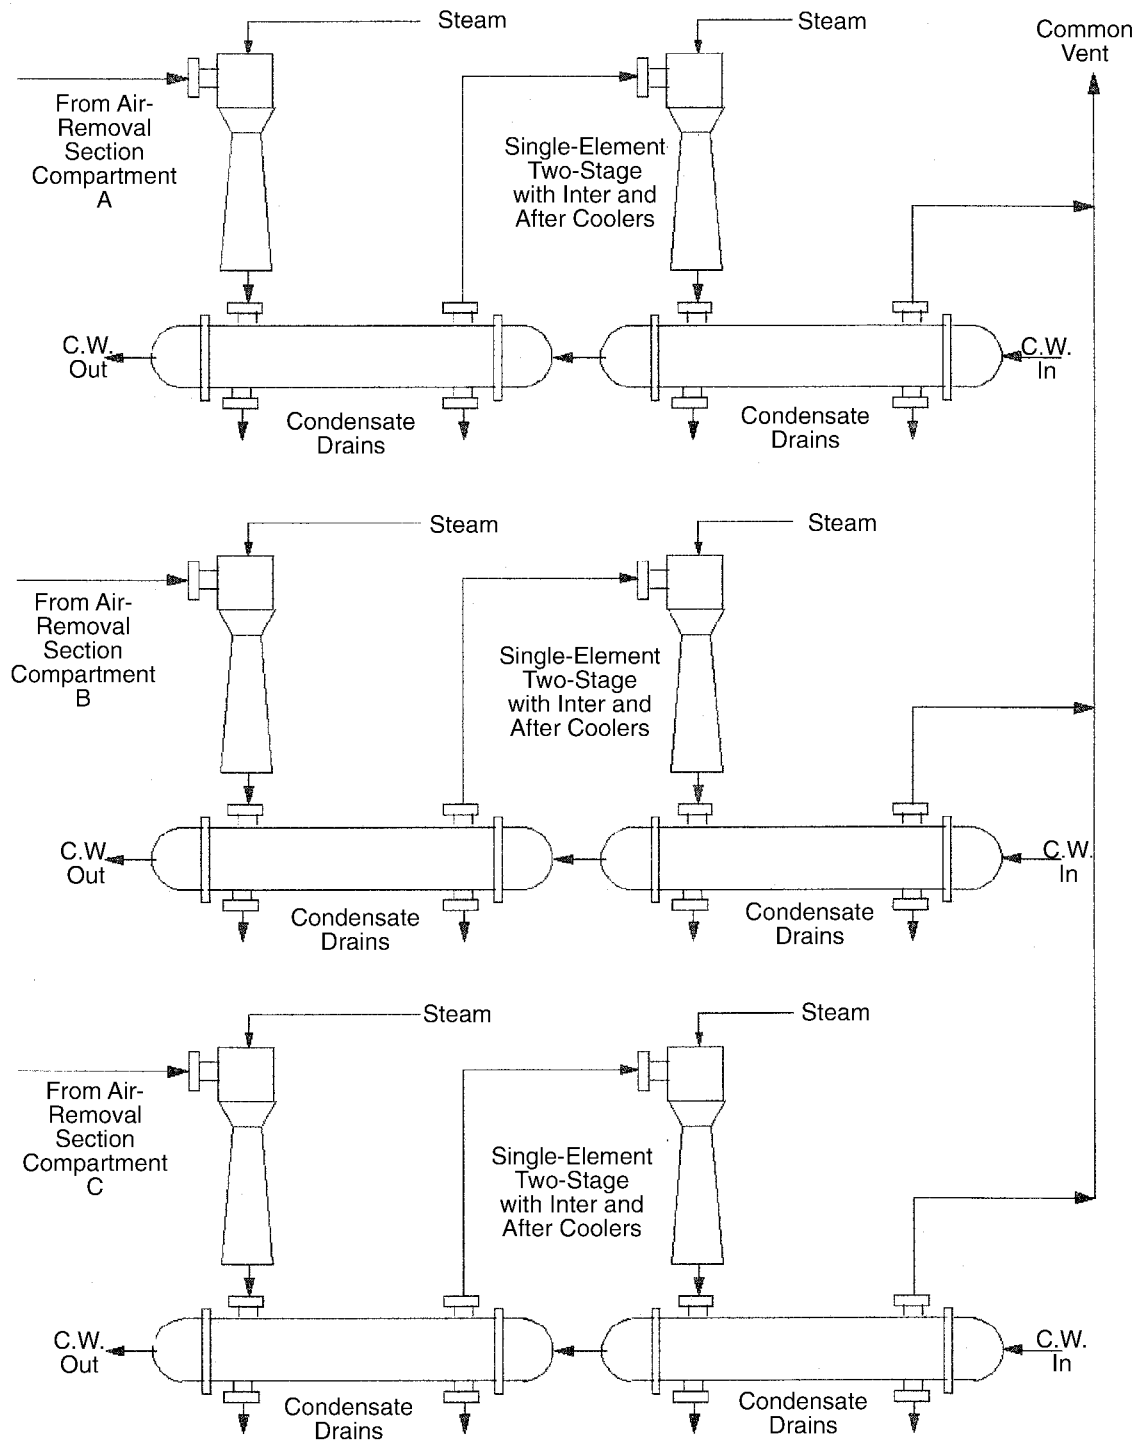 Steam
Steam
Common
Vent
From Air-
Removal
Section
Compartment
A
Single-Element
Two-Stage
with Inter and
After Coolers
C.W.
Out
C.W.
In
Condensate
Drains
Condensate
Drains
Steam
Steam
From Air-
Removal
Section
Compartment
B
Single-Element
Two-Stage
with Inter and
After Coolers
C.W.
Out
C.W.
In
Condensate
Drains
Condensate
Drains
Steam
Steam
From Air-
Removal
Section
Compartment
C
Single-Element
Two-Stage
with Inter and
After Coolers
C.W.
Out
C.W.
In
Condensate
Drains
Condensate
Drains